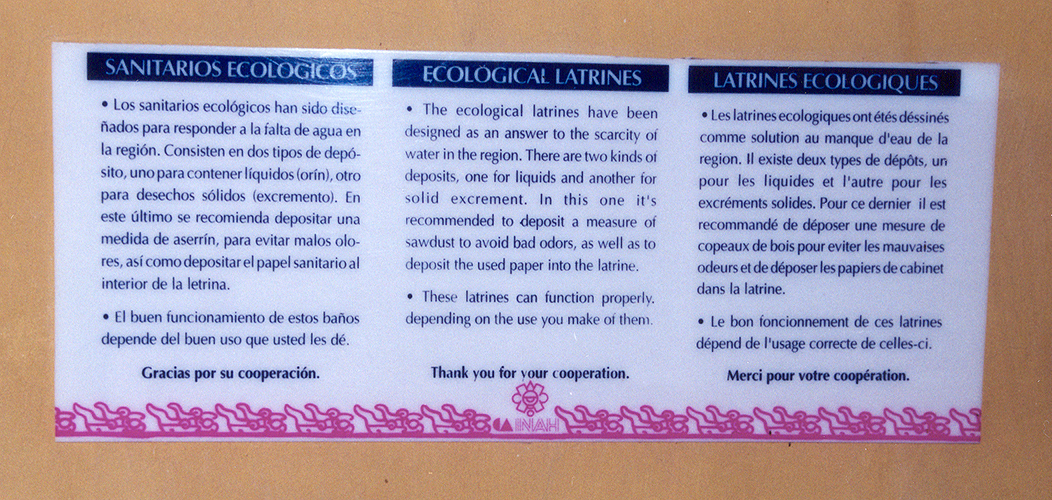 SANITARIOS ECOLOGICOS
• Los sanitarios ecológicos han sido dise-
ñados para responder a la falta de agua en
la región. Consisten en dos tipos de depó-
sito, uno para contener líquidos (orín), otro
para desechos sólidos (excremento). En
este último se recomienda depositar una
medida de aserrín, para evitar malos olo-
res, así como depositar el papel sanitario al
interior de la letrina.
• El buen funcionamiento de estos baños
depende del buen uso que usted les dé.
Gracias por su cooperación.
ECOLOGICAL LATRINES
• The ecological latrines have been
designed as an answer to the scarcity of
water in the region. There are two kinds of
deposits, one for liquids and another for
solid excrement. In this one it's
recommended to deposit a measure of
sawdust to avoid bad odors, as well as to
deposit the used paper into the latrine.
• These latrines can function properly.
depending on the use you make of them.
Thank you for your cooperation.
LATRINES ECOLOGIQUES
• Les latrines ecologiques ont étés déssinés
comme solution au manque d'eau de la
region. Il existe deux types de dépôts, un
pour les liquides et l'autre pour les
excréments solides. Pour ce dernier il est
recommandé de déposer une mesure de
copeaux de bois pour eviter les mauvaises
odeurs et de déposer les papiers de cabinet
dans la latrine.
• Le bon foncionnement de ces latrines
dépend de l'usage correcte de celles-ci.
Merci pour votre coopération.
CA INAH